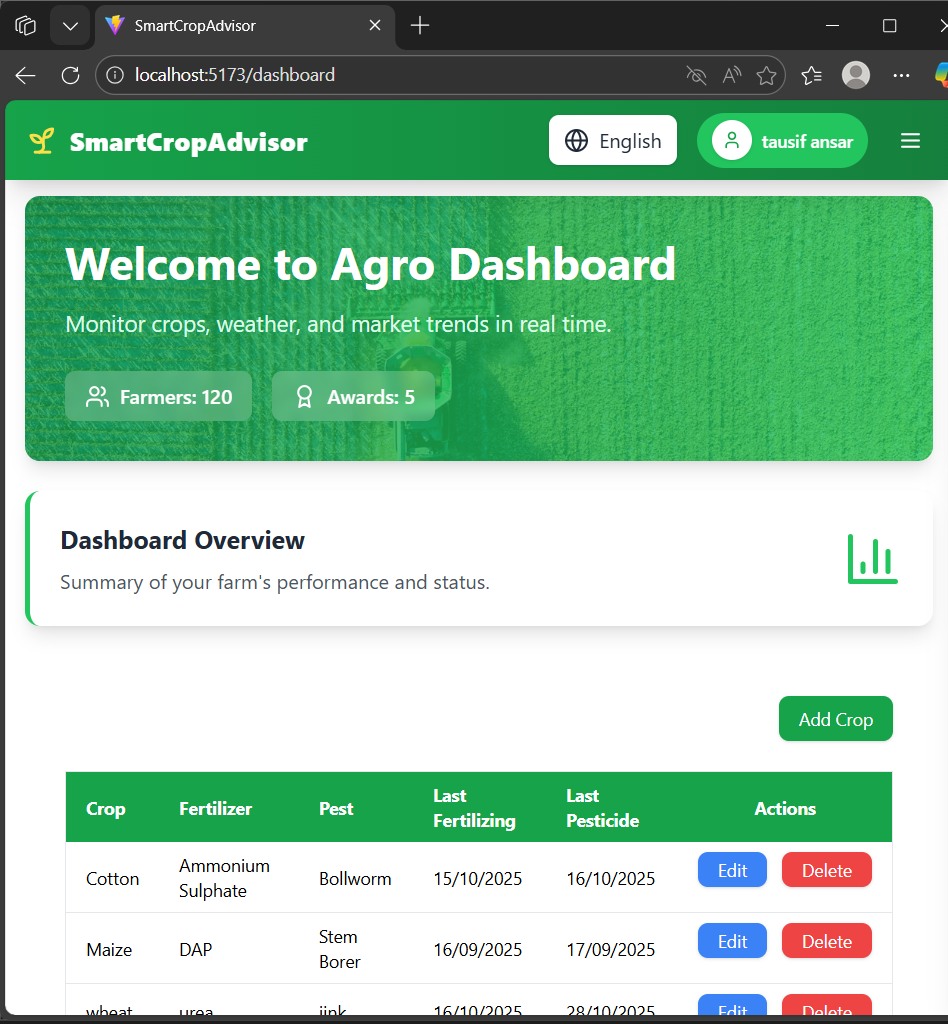 SmartCropAdvisor
localhost:5173/dashboard
SmartCropAdvisor
English
tausif ansar
Welcome to Agro Dashboard
Monitor crops, weather, and market trends in real time.
Farmers: 120
Awards: 5
Dashboard Overview
Summary of your farm's performance and status.
Add Crop
Crop Fertilizer Pest Last Fertilizing Last Pesticide Actions
Cotton Ammonium Sulphate Bollworm 15/10/2025 16/10/2025 Edit Delete
Maize DAP Stem Borer 16/09/2025 17/09/2025 Edit Delete
wheat urea 16/10/2025 28/10/2025 Edit Delete